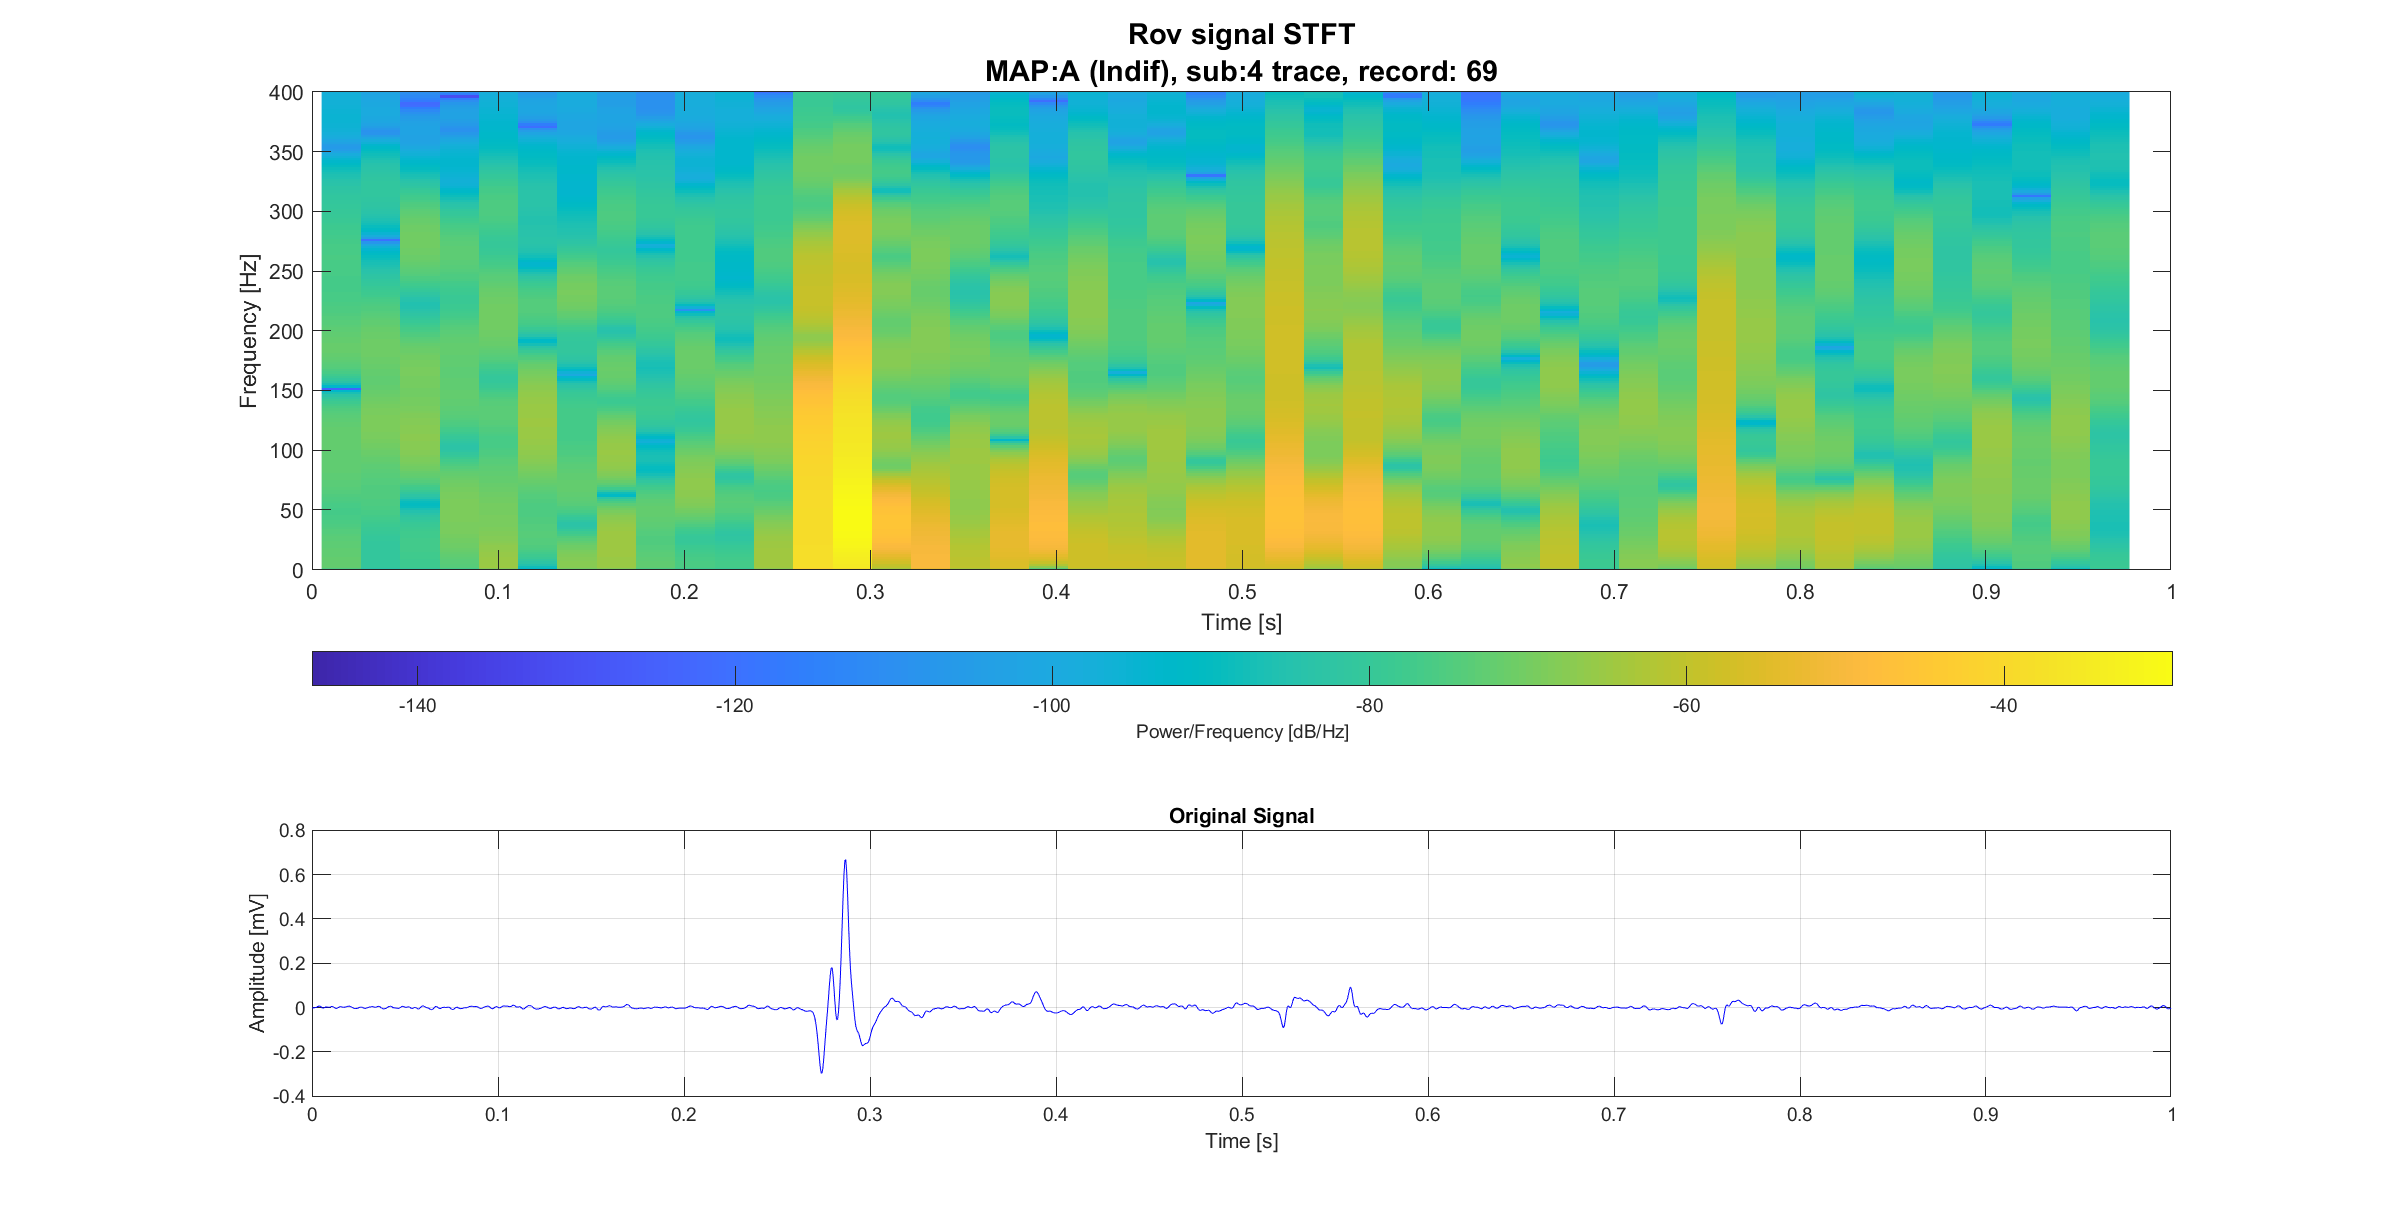 Rov signal STFT
MAP:A (Indif), sub:4 trace, record: 69
400
350
300
250
200
150
100
50
0
Frequency [Hz]
0 0.1 0.2 0.3 0.4 0.5 0.6 0.7 0.8 0.9 1
Time [s]
-140 -120 -100 -80 -60 -40
Power/Frequency [dB/Hz]
Original Signal
0.8
0.6
0.4
0.2
0
-0.2
-0.4
Amplitude [mV]
0 0.1 0.2 0.3 0.4 0.5 0.6 0.7 0.8 0.9 1
Time [s]